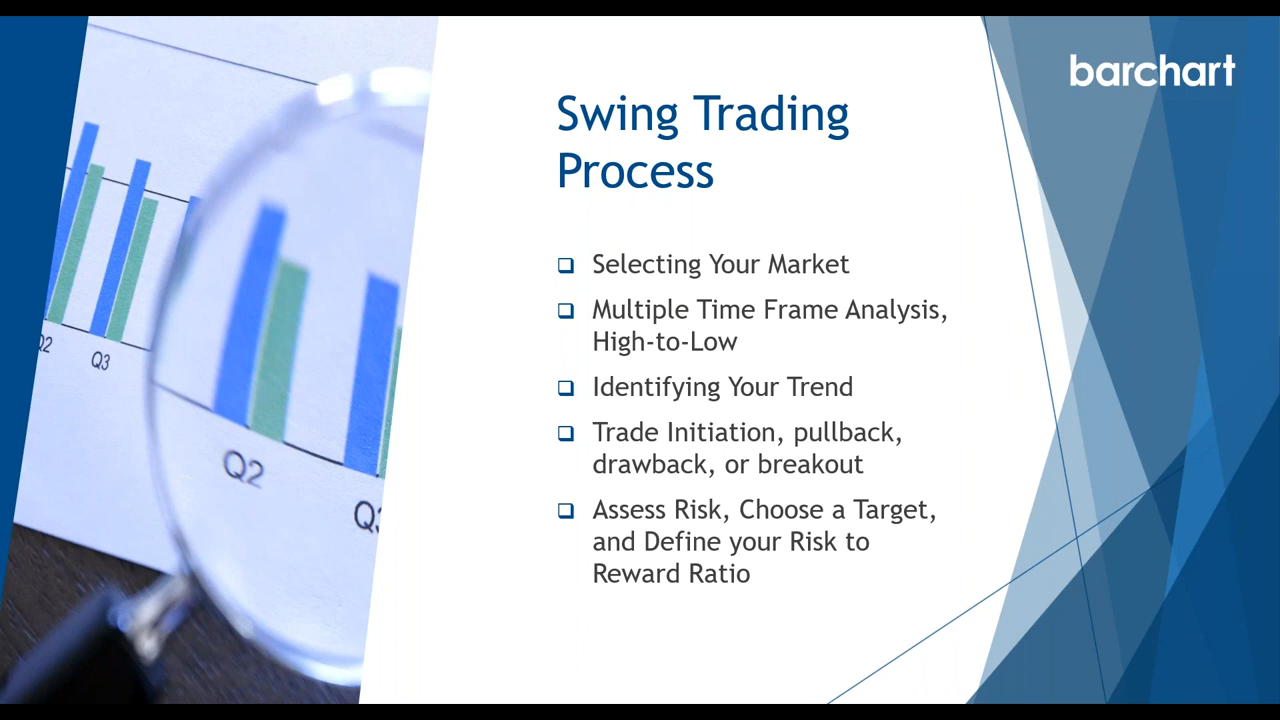 barchart
Swing Trading
Process
Selecting Your Market
Multiple Time Frame Analysis,
High-to-Low
Identifying Your Trend
Trade Initiation, pullback,
drawback, or breakout
Assess Risk, Choose a Target,
and Define your Risk to
Reward Ratio
Q2
Q3
Q2
Q3